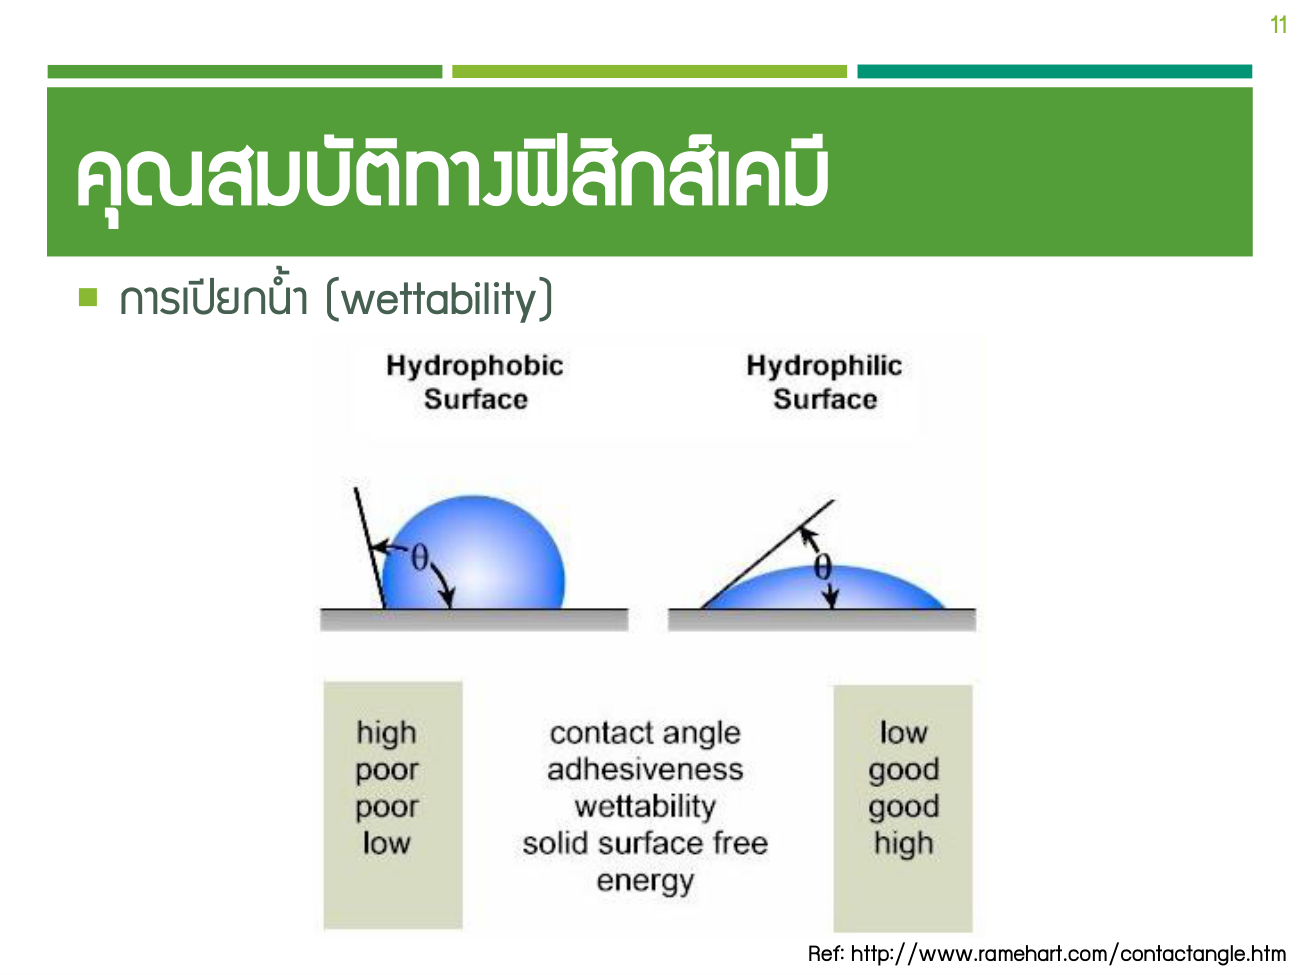 11
คุณสมบัติทางฟิสิกส์เคมี
การเปียกน้ำ (wettability)
Hydrophobic
Surface
Hydrophilic
Surface
θ
θ
high contact angle low
poor adhesiveness good
poor wettability good
low solid surface free high
energy
Ref: http://www.ramehart.com/contactangle.htm